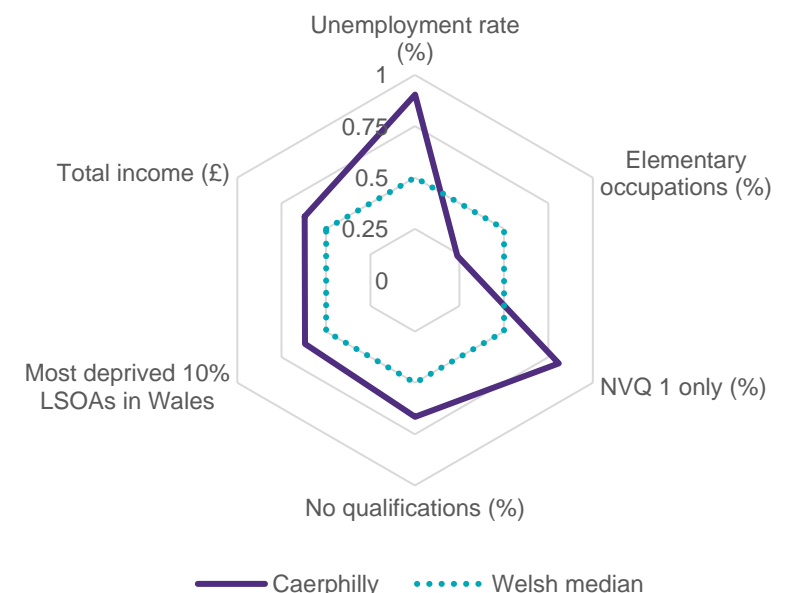 Unemployment rate
(%)
1
0.75
0.5
0.25
0
Elementary
occupations (%)
NVQ 1 only (%)
No qualifications (%)
Most deprived 10%
LSOAs in Wales
Total income (£)
Caerphilly
Welsh median